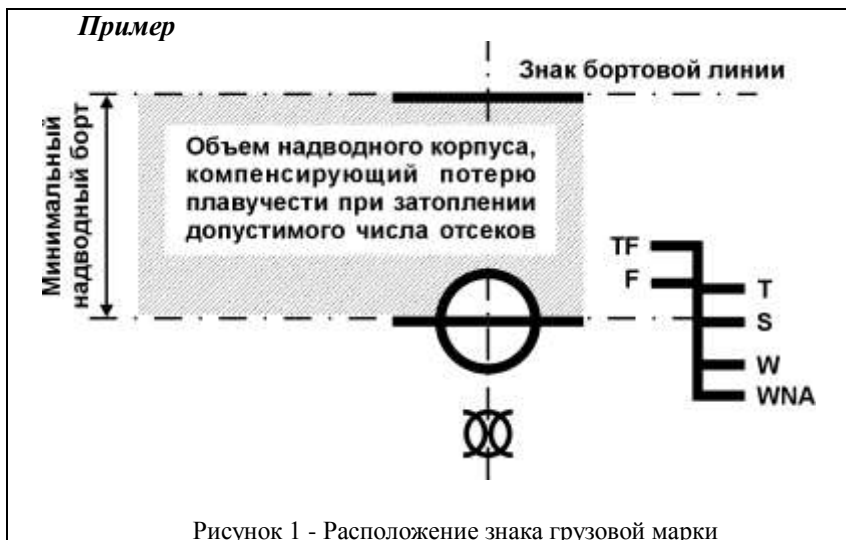 Пример
Знак бортовой линии
Минимальный
надводный борт
Объем надводного корпуса,
компенсирующий потерю
плавучести при затоплении
допустимого числа отсеков
TF
F
T
S
W
WNA
Рисунок 1 - Расположение знака грузовой марки